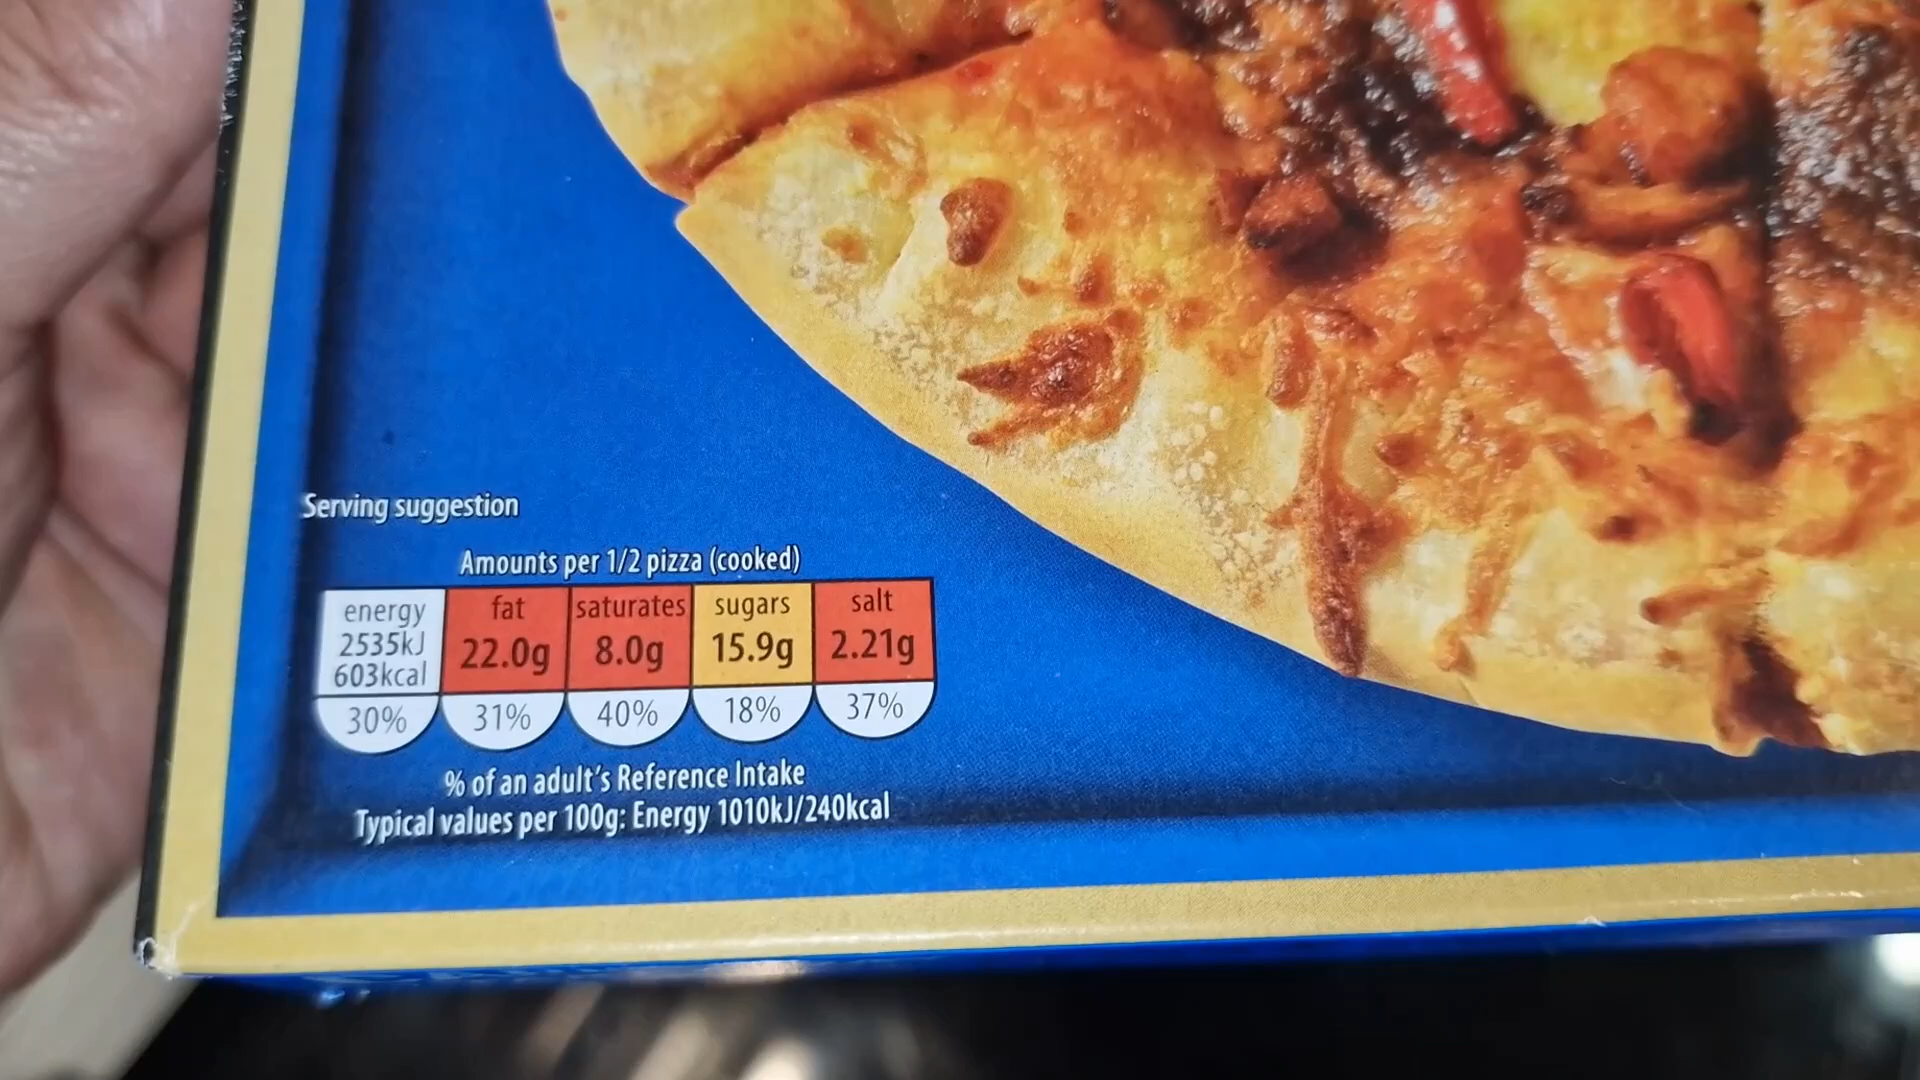 Serving suggestion
Amounts per 1/2 pizza (cooked)
energy fat saturates sugars salt
2535kJ 22.0g 8.0g 15.9g 2.21g
603kcal
30% 31% 40% 18% 37%
% of an adult's Reference Intake
Typical values per 100g: Energy 1010kJ/240kcal